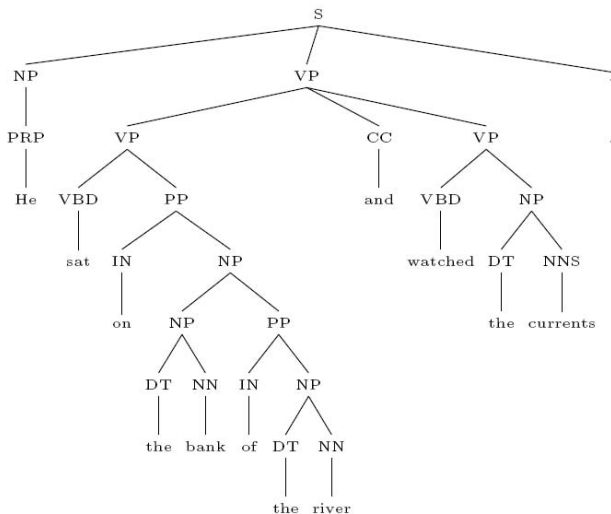 S
NP VP
PRP VP CC VP
He VBD PP and VBD NP
sat IN NP watched DT NNS
on NP PP the currents
DT NN IN NP
the bank of DT NN
the river